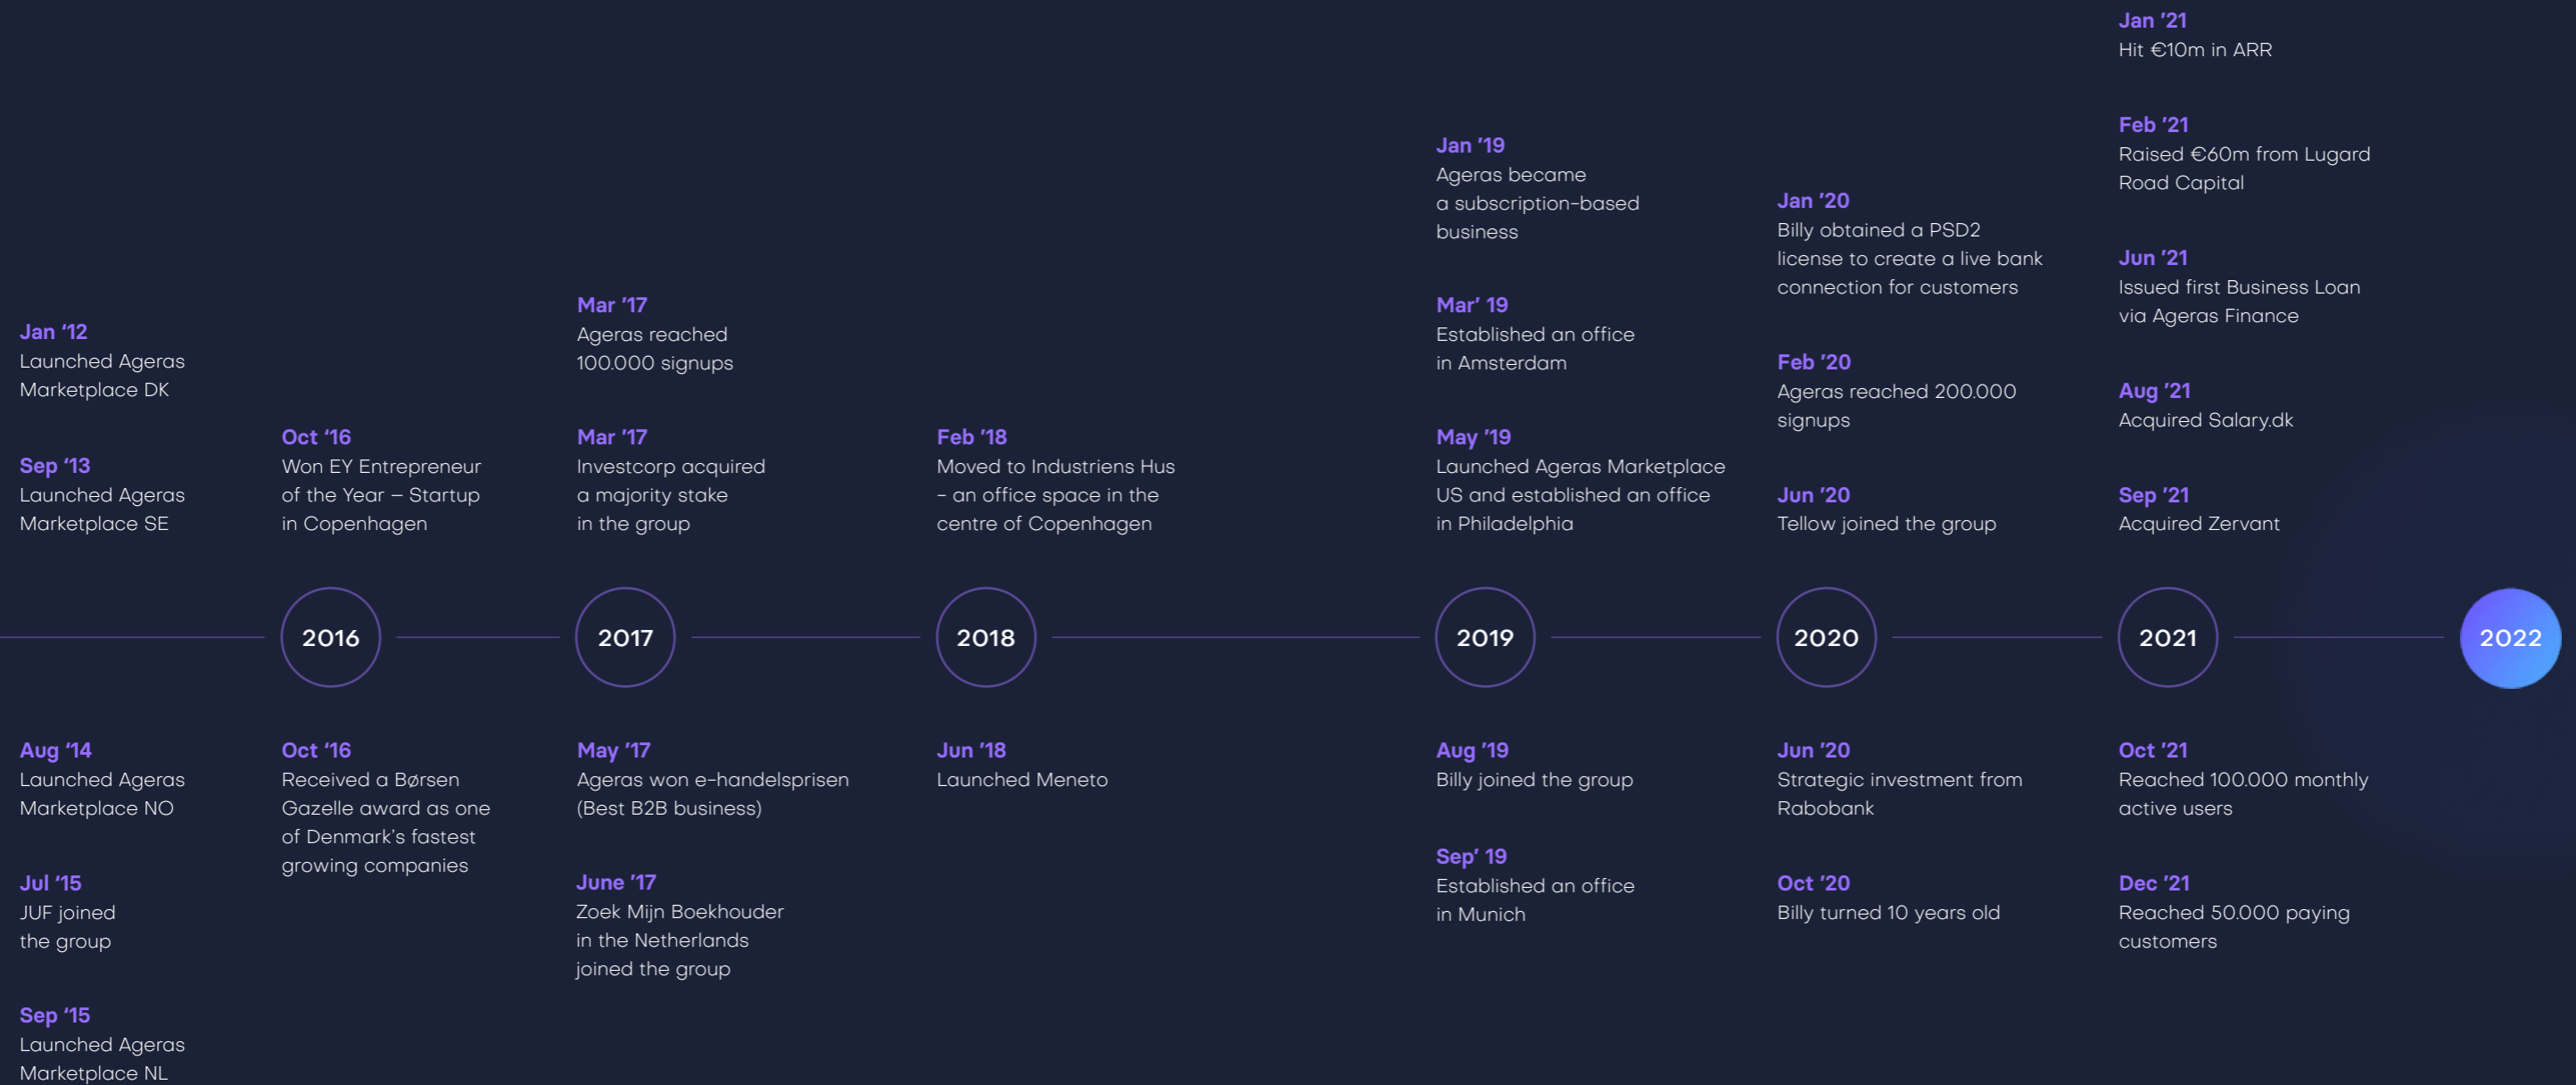 Jan ‘12
Launched Ageras
Marketplace DK
Sep ‘13
Launched Ageras
Marketplace SE
Oct ‘16
Won EY Entrepreneur
of the Year – Startup
in Copenhagen
Mar ’17
Ageras reached
100.000 signups
Mar ’17
Investcorp acquired
a majority stake
in the group
Feb ’18
Moved to Industriens Hus
- an office space in the
centre of Copenhagen
Jan ’19
Ageras became
a subscription-based
business
Mar’ 19
Established an office
in Amsterdam
May ’19
Launched Ageras Marketplace
US and established an office
in Philadelphia
Jan ’20
Billy obtained a PSD2
license to create a live bank
connection for customers
Feb ’20
Ageras reached 200.000
signups
Jun ’20
Tellow joined the group
Jan ’21
Hit €10m in ARR
Feb ’21
Raised €60m from Lugard
Road Capital
Jun ’21
Issued first Business Loan
via Ageras Finance
Aug ’21
Acquired Salary.dk
Sep ’21
Acquired Zervant
2016
2017
2018
2019
2020
2021
2022
Aug ‘14
Launched Ageras
Marketplace NO
Jul ‘15
JUF joined
the group
Sep ‘15
Launched Ageras
Marketplace NL
Oct ‘16
Received a Børsen
Gazelle award as one
of Denmark’s fastest
growing companies
May ’17
Ageras won e-handelsprisen
(Best B2B business)
June ’17
Zoek Mijn Boekhouder
in the Netherlands
joined the group
Jun ’18
Launched Meneto
Aug ’19
Billy joined the group
Sep’ 19
Established an office
in Munich
Jun ’20
Strategic investment from
Rabobank
Oct ’20
Billy turned 10 years old
Oct ’21
Reached 100.000 monthly
active users
Dec ’21
Reached 50.000 paying
customers